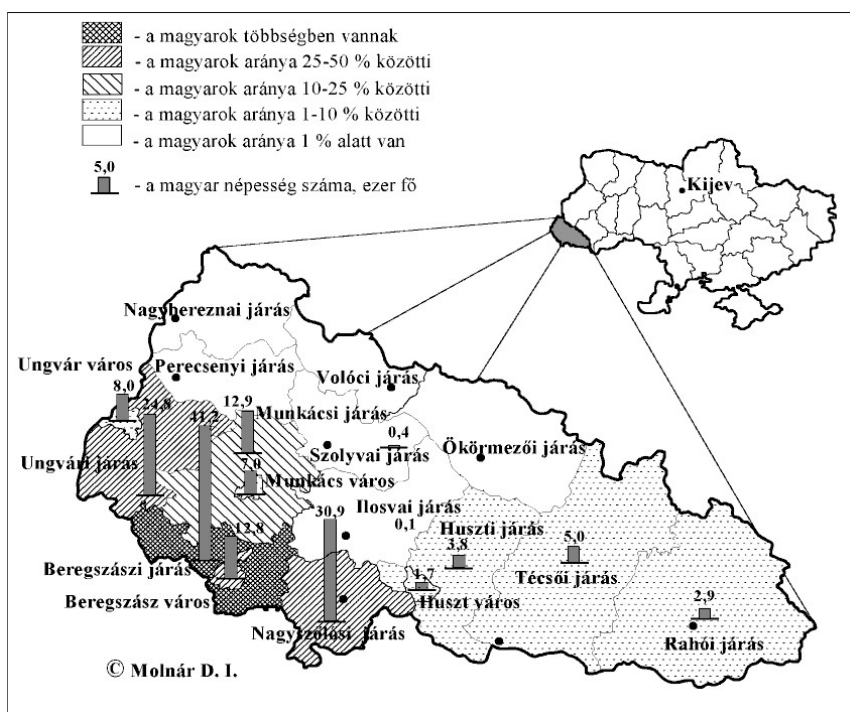 - a magyarok többségben vannak
- a magyarok aránya 25-50 % közötti
- a magyarok aránya 10-25 % közötti
- a magyarok aránya 1-10 % közötti
- a magyarok aránya 1 % alatt van
5,0
- a magyar népesség száma, ezer fő
Kijev
Nagybereznai járás
Ungvár város
Perecsenyi járás
Volóci járás
8,0
24,8
41,2
12,9
Munkácsi járás
0,4
Ungvári járás
Szolyvai járás
Ökörmezői járás
7,0
Munkács város
30,9
Ilosvai járás
0,1
Huszti járás
12,8
3,8
5,0
Beregszászi járás
1,7
Técsői járás
Beregszász város
Huszt város
2,9
Nagyszőlősi járás
Rahói járás
© Molnár D. I.